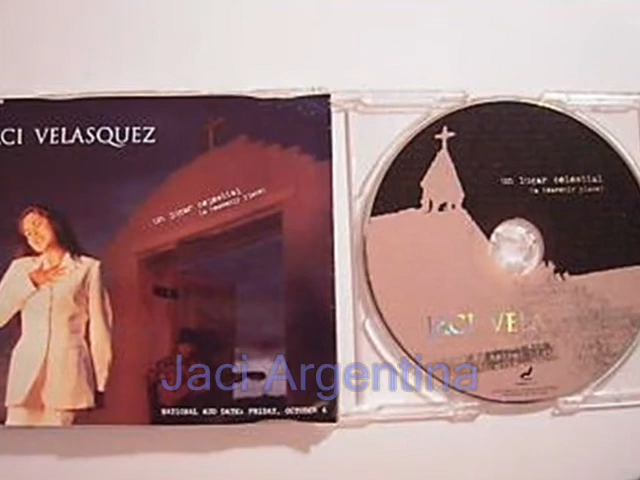 CI VELASQUEZ
un lugar celestial
(a heavenly place)
NATIONAL ADD DATE: FRIDAY, OCTOBER 6
un lugar celestial
(a heavenly place)
JACI VELA
Jaci Argentina